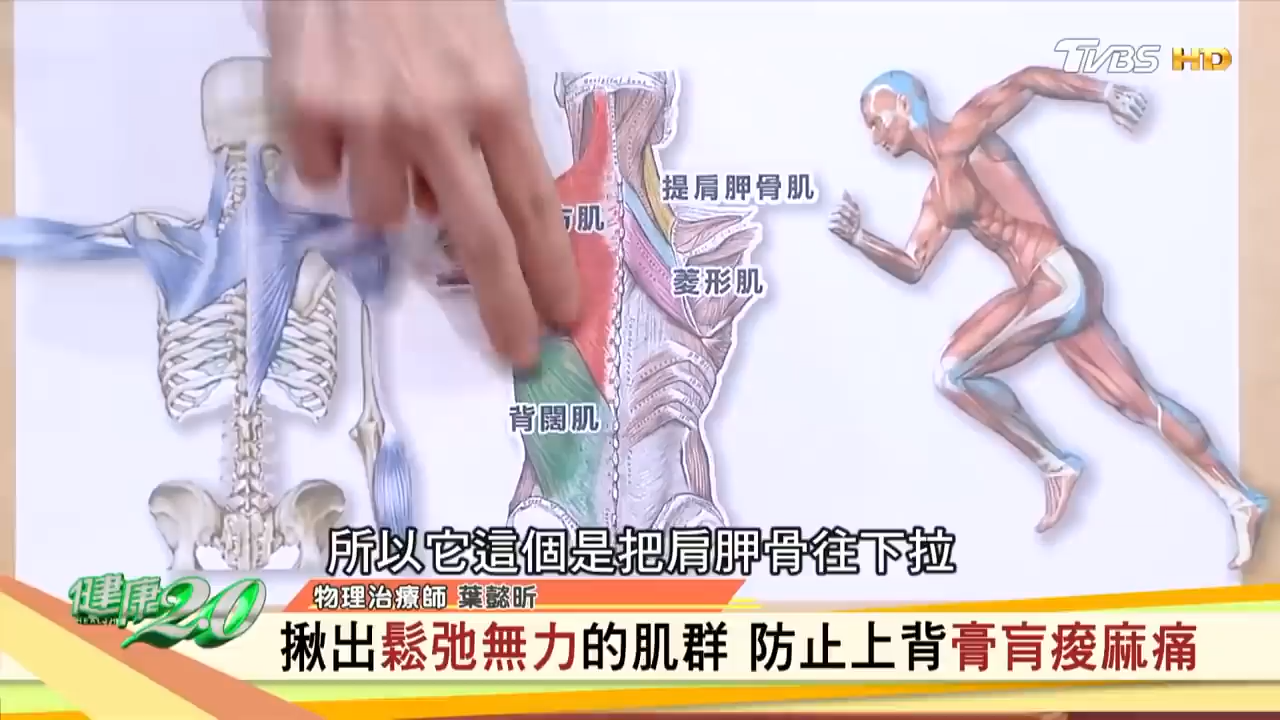 TVBS HD
提肩胛骨肌
方肌
菱形肌
背闊肌
所以它這個是把肩胛骨往下拉
健康2.0
HEALTH
物理治療師 葉懿昕
揪出鬆弛無力的肌群 防止上背膏肓痠麻痛